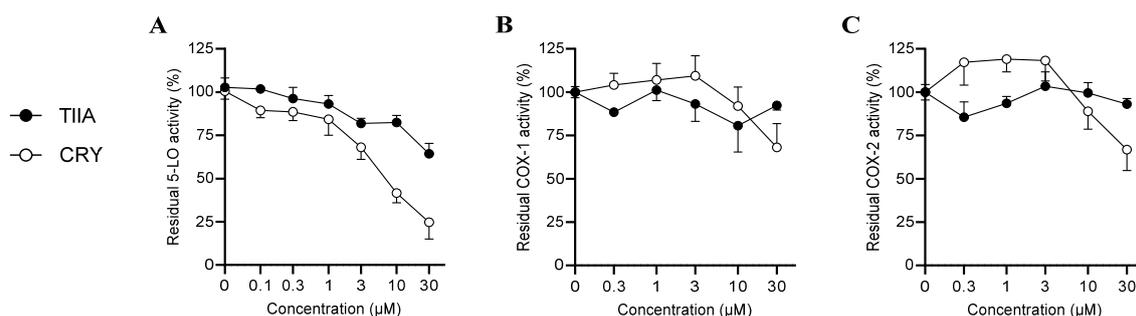 A
B
C
TIIA
CRY
Residual 5-LO activity (%)
125
100
75
50
25
0
0 0.1 0.3 1 3 10 30
Concentration (µM)
Residual COX-1 activity (%)
125
100
75
50
25
0
0 0.3 1 3 10 30
Concentration (µM)
Residual COX-2 activity (%)
125
100
75
50
25
0
0 0.3 1 3 10 30
Concentration (µM)